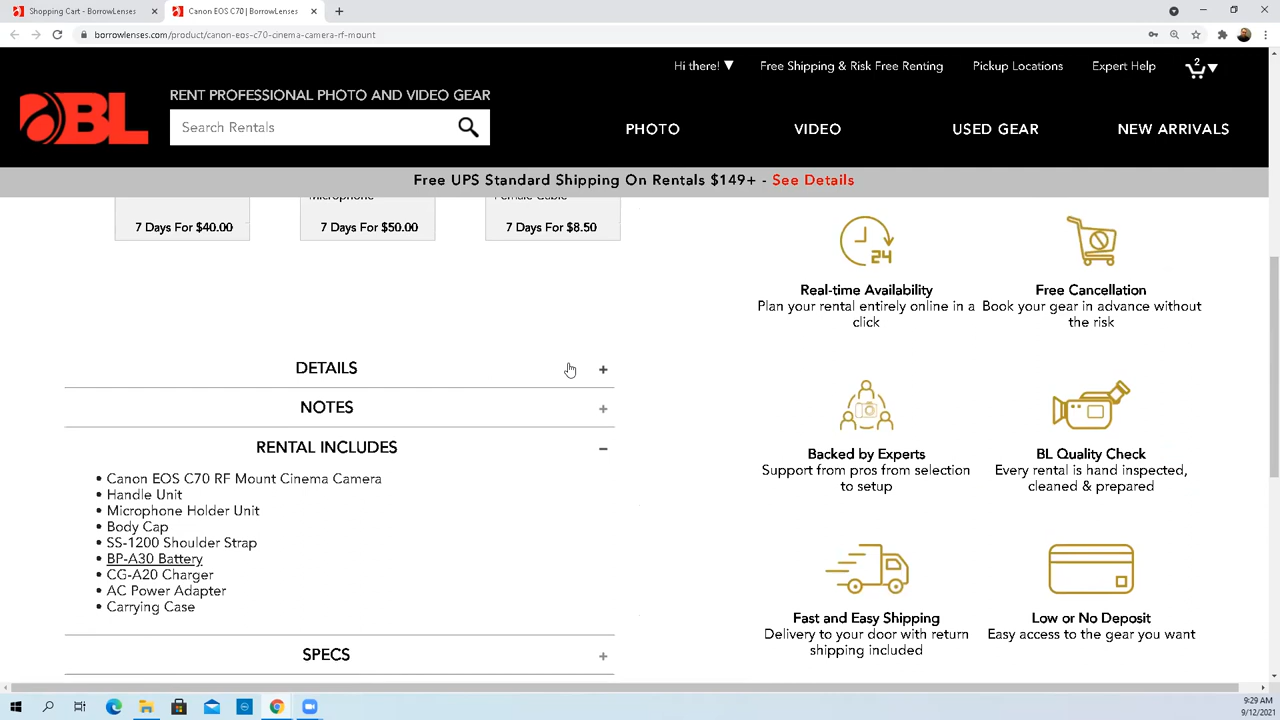 Shopping Cart - BorrowLenses
Canon EOS C70 | BorrowLenses
borrowlenses.com/product/canon-eos-c70-cinema-camera-rf-mount
Hi there! ▼
Free Shipping & Risk Free Renting
Pickup Locations
Expert Help
2
BL
RENT PROFESSIONAL PHOTO AND VIDEO GEAR
Search Rentals
PHOTO
VIDEO
USED GEAR
NEW ARRIVALS
Free UPS Standard Shipping On Rentals $149+ - See Details
Microphone
Female Cable
7 Days For $40.00
7 Days For $50.00
7 Days For $8.50
24
Real-time Availability
Plan your rental entirely online in a
click
Free Cancellation
Book your gear in advance without
the risk
DETAILS +
NOTES +
RENTAL INCLUDES −
• Canon EOS C70 RF Mount Cinema Camera
• Handle Unit
• Microphone Holder Unit
• Body Cap
• SS-1200 Shoulder Strap
• BP-A30 Battery
• CG-A20 Charger
• AC Power Adapter
• Carrying Case
SPECS +
Backed by Experts
Support from pros from selection
to setup
BL Quality Check
Every rental is hand inspected,
cleaned & prepared
Fast and Easy Shipping
Delivery to your door with return
shipping included
Low or No Deposit
Easy access to the gear you want
9:29 AM
9/12/2021